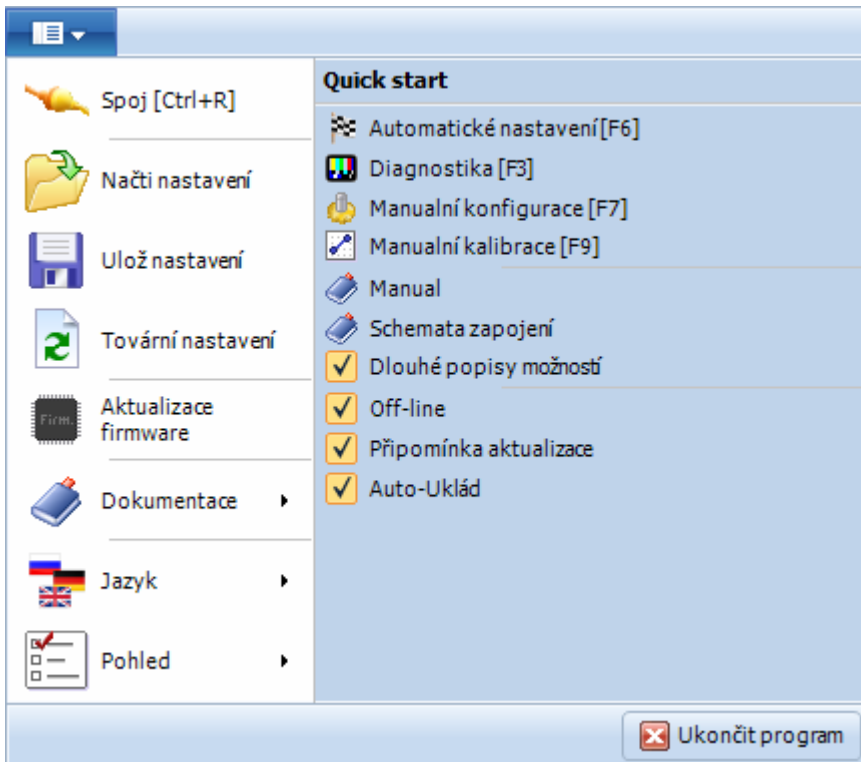 Spoj [Ctrl+R]
Načti nastavení
Ulož nastavení
Tovární nastavení
Firm.
Aktualizace
firmware
Dokumentace
Jazyk
Pohled
Quick start
Automatické nastavení[F6]
Diagnostika[F3]
Manualní konfigurace[F7]
Manualní kalibrace[F9]
Manual
Schemata zapojení
Dlouhé popisy možností
Off-line
Připomínka aktualizace
Auto-Uklád
Ukončit program